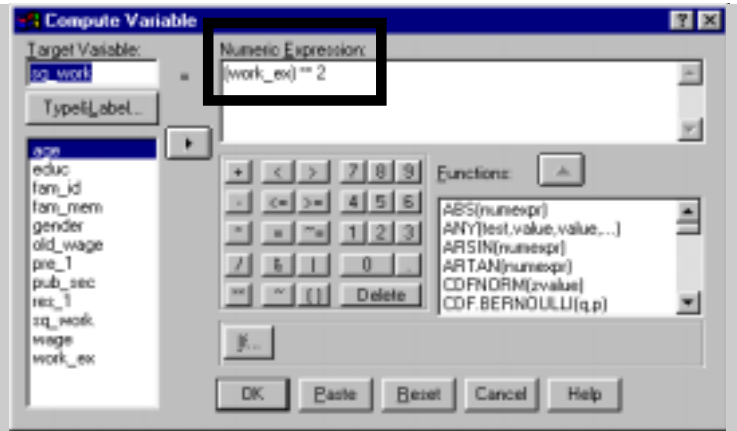 Compute Variable
Target Variable:
sq_work
=
Numeric Expression:
(work_ex) ** 2
Type&Label...
age
educ
fam_id
fam_mem
gender
old_wage
pre_1
pub_sec
res_1
sq_work
wage
work_ex
+ < > 7 8 9
- <= >= 4 5 6
* = ~= 1 2 3
/ & | 0 .
** ~ ( ) Delete
Functions:
ABS(numexpr)
ANY(test,value,value,...)
ARSIN(numexpr)
ARTAN(numexpr)
CDFNORM(zvalue)
CDF.BERNOULLI(q,p)
If...
OK Paste Reset Cancel Help